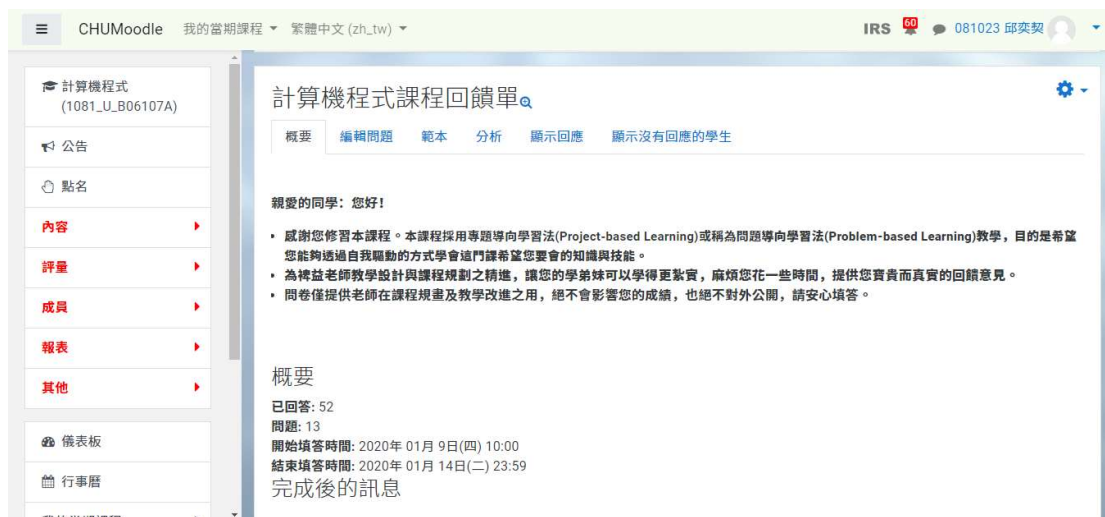 CHUMoodle 我的當期課程 繁體中文 (zh_tw) IRS 60 081023 邱奕契
計算機程式
(1081_U_B06107A)
公告
點名
內容
評量
成員
報表
其他
儀表板
行事曆
計算機程式課程回饋單
概要 編輯問題 範本 分析 顯示回應 顯示沒有回應的學生
親愛的同學：您好！
感謝您修習本課程。本課程採用專題導向學習法(Project-based Learning)或稱為問題導向學習法(Problem-based Learning)教學，目的是希望
您能夠透過自我驅動的方式學會這門課希望您要會的知識與技能。
為裨益老師教學設計與課程規劃之精進，讓您的學弟妹可以學得更紮實，麻煩您花一些時間，提供您寶貴而真實的回饋意見。
問卷僅提供老師在課程規畫及教學改進之用，絕不會影響您的成績，也絕不對外公開，請安心填答。
概要
已回答: 52
問題: 13
開始填答時間: 2020年 01月 9日(四) 10:00
結束填答時間: 2020年 01月 14日(二) 23:59
完成後的訊息